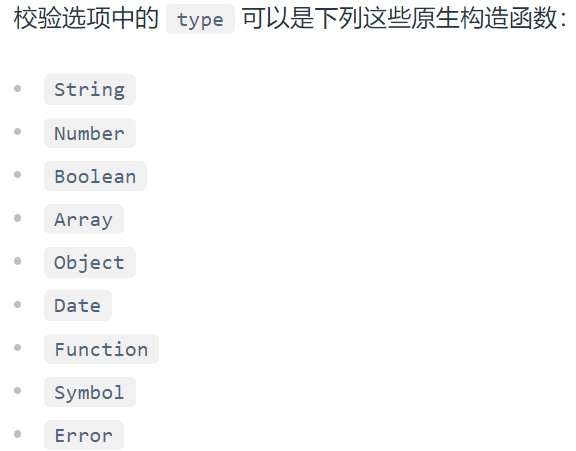 校验选项中的 type 可以是下列这些原生构造函数：
String
Number
Boolean
Array
Object
Date
Function
Symbol
Error